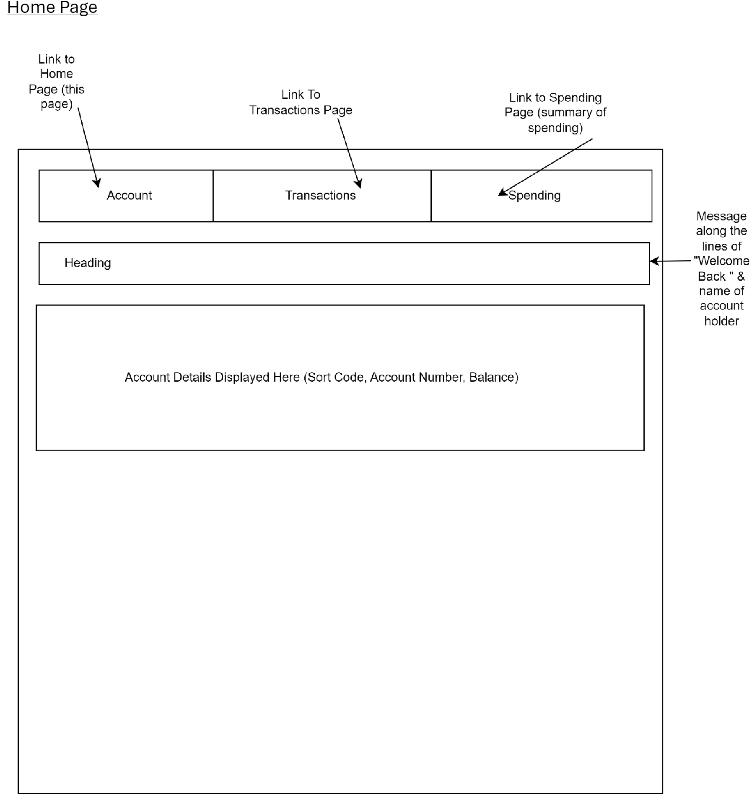 Home Page
Link to
Home
Page (this
page)
Link To
Transactions Page
Link to Spending
Page (summary of
spending)
Account
Transactions
Spending
Heading
Message
along the
lines of
"Welcome
Back " &
name of
account
holder
Account Details Displayed Here (Sort Code, Account Number, Balance)